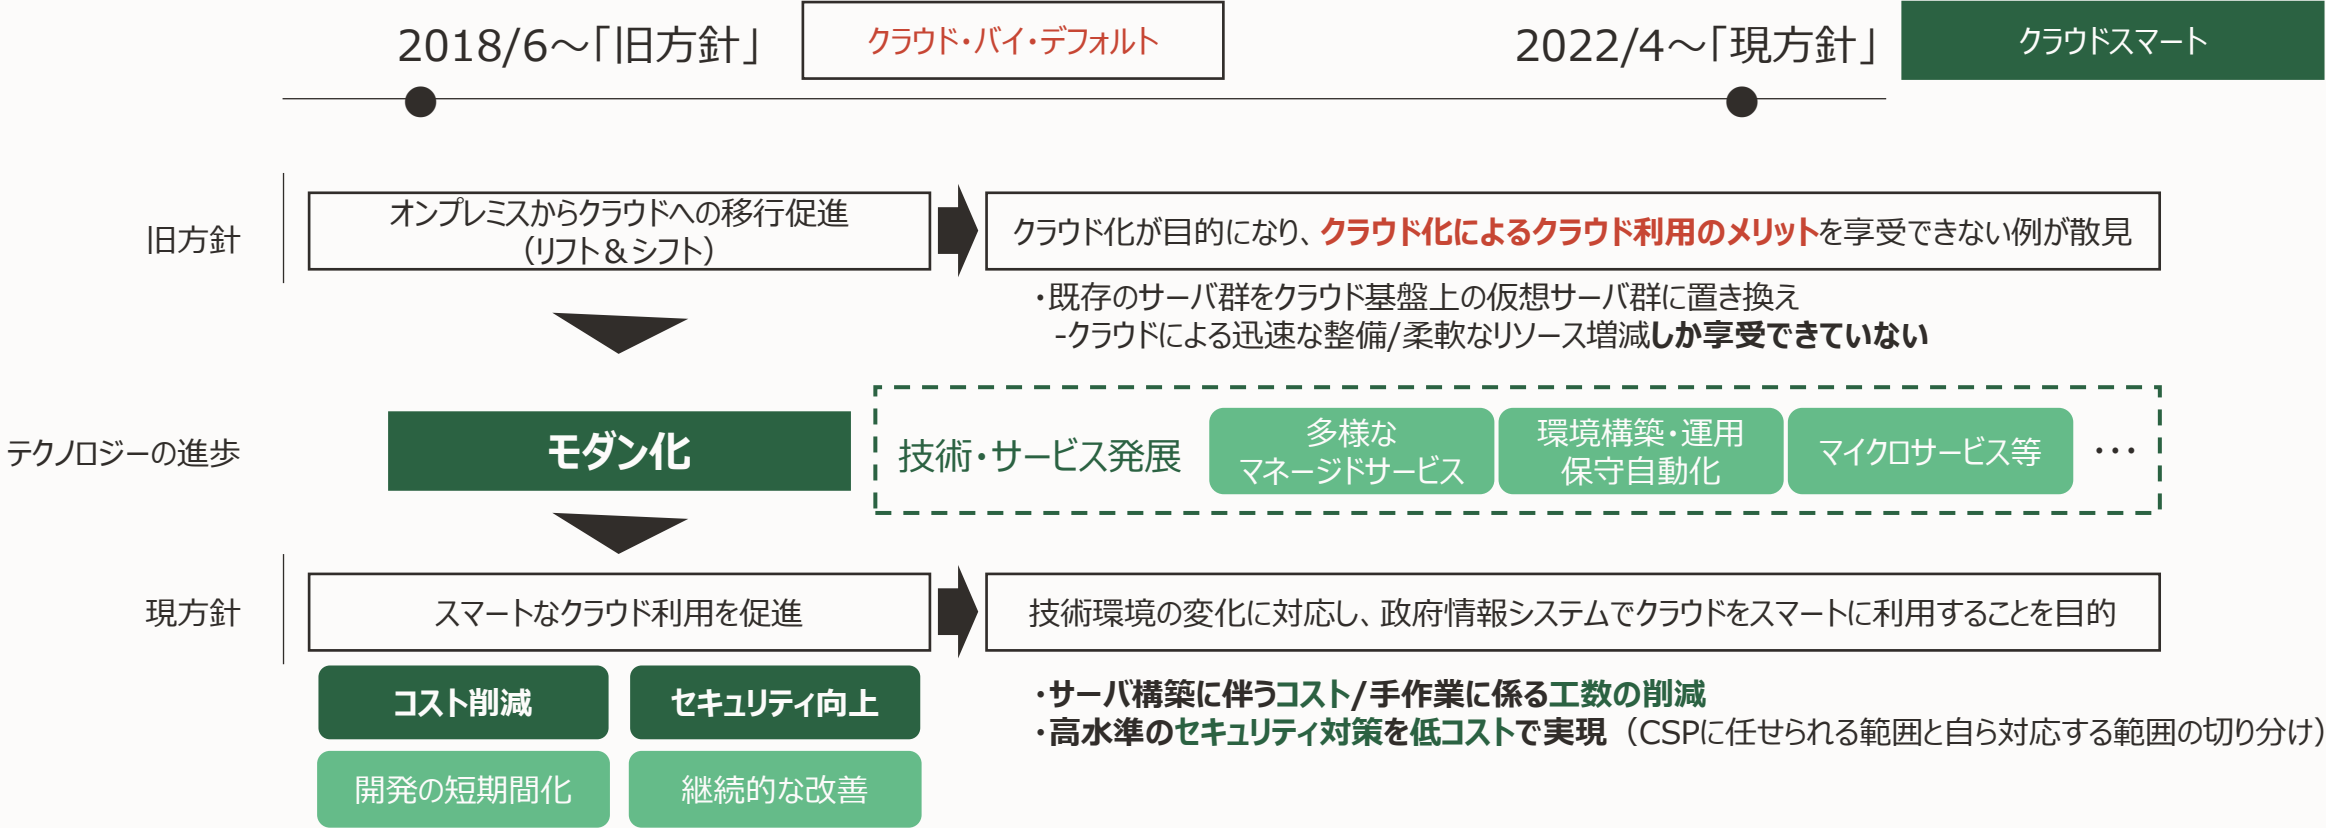 2018/6～「旧方針」
クラウド・バイ・デフォルト
2022/4～「現方針」
クラウドスマート
旧方針
オンプレミスからクラウドへの移行促進
（リフト＆シフト）
クラウド化が目的になり、クラウド化によるクラウド利用のメリットを享受できない例が散見
・既存のサーバ群をクラウド基盤上の仮想サーバ群に置き換え
-クラウドによる迅速な整備/柔軟なリソース増減しか享受できていない
テクノロジーの進歩
モダン化
技術・サービス発展
多様な
マネージドサービス
環境構築・運用
保守自動化
マイクロサービス等
…
現方針
スマートなクラウド利用を促進
技術環境の変化に対応し、政府情報システムでクラウドをスマートに利用することを目的
コスト削減
セキュリティ向上
開発の短期間化
継続的な改善
・サーバ構築に伴うコスト/手作業に係る工数の削減
・高水準のセキュリティ対策を低コストで実現（CSPに任せられる範囲と自ら対応する範囲の切り分け）